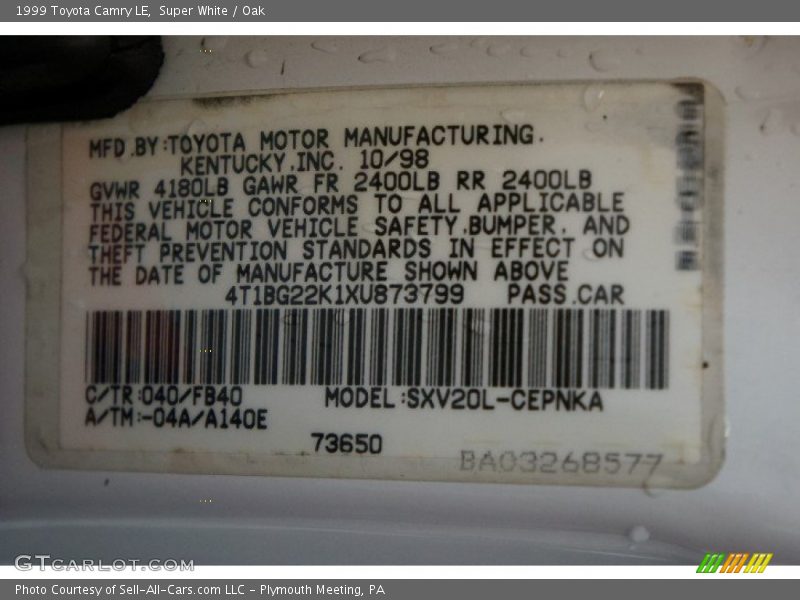 1999 Toyota Camry LE, Super White / Oak
MFD.BY:TOYOTA MOTOR MANUFACTURING.
KENTUCKY.INC. 10/98
GVWR 4180LB GAWR FR 2400LB RR 2400LB
THIS VEHICLE CONFORMS TO ALL APPLICABLE
FEDERAL MOTOR VEHICLE SAFETY.BUMPER. AND
THEFT PREVENTION STANDARDS IN EFFECT ON
THE DATE OF MANUFACTURE SHOWN ABOVE
4T1BG22K1XU873799 PASS.CAR
C/TR:040/FB40 MODEL:SXV20L-CEPNKA
A/TM:-04A/A140E
73650
BA03268577
GTCARLOT.COM
Photo Courtesy of Sell-All-Cars.com LLC - Plymouth Meeting, PA